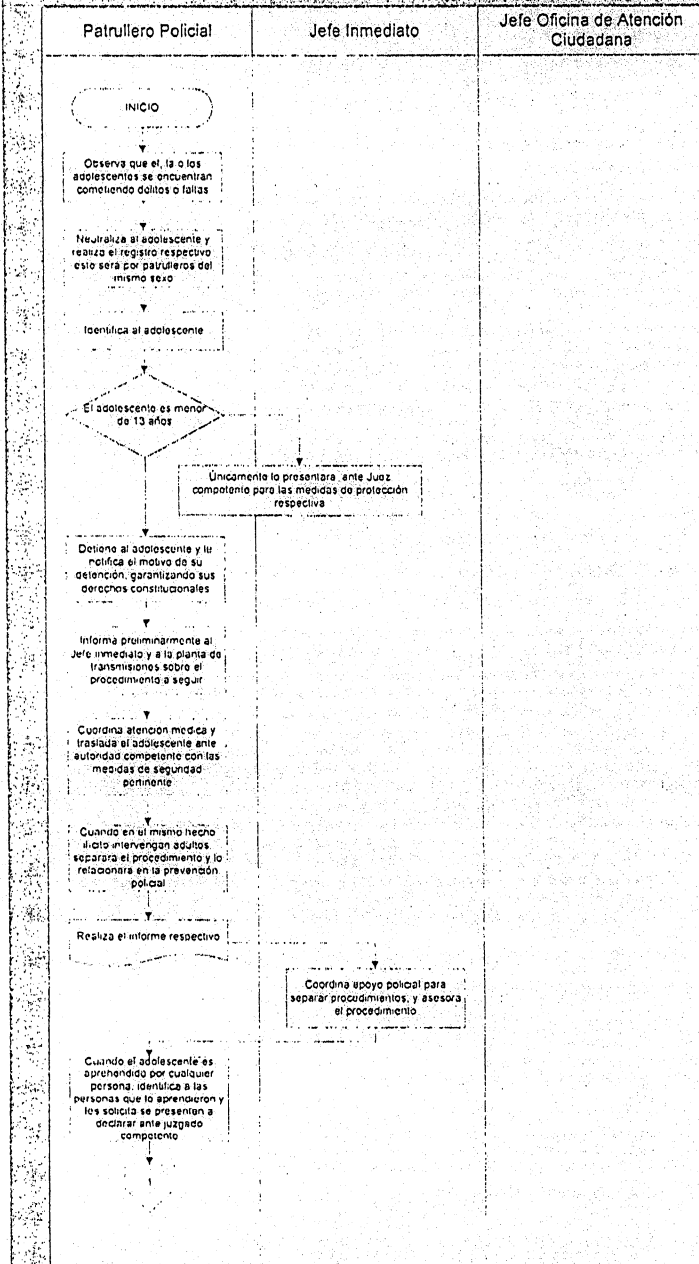 Patrullero Policial
Jefe Inmediato
Jefe Oficina de Atención
Ciudadana
INICIO
Observa que el, la o los
adolescentes se encuentran
cometiendo delitos o faltas
Neutraliza al adolescente y
realiza el registro respectivo
esto será por patrulleros del
mismo sexo
Identifica al adolescente
El adolescente es menor
de 13 años
Únicamente lo presentara, ante Juez
competente para las medidas de protección
respectiva
Detiene al adolescente y le
notifica el motivo de su
detención, garantizando sus
derechos constitucionales
Informa preliminarmente al
Jefe inmediato y a la planta de
transmisiones sobre el
procedimiento a seguir
Coordina atención medica y
traslada al adolescente ante
autoridad competente con las
medidas de seguridad
pertinente
Cuando en el mismo hecho
ilícito intervengan adultos,
separará el procedimiento y lo
relacionara en la prevención
policial
Realiza el informe respectivo
Coordina apoyo policial para
separar procedimientos, y asesora
el procedimiento
Cuando el adolescente es
aprehendido por cualquier
persona, identifica a las
personas que lo aprendieron y
les solicita se presenten a
declarar ante juzgado
competente
1